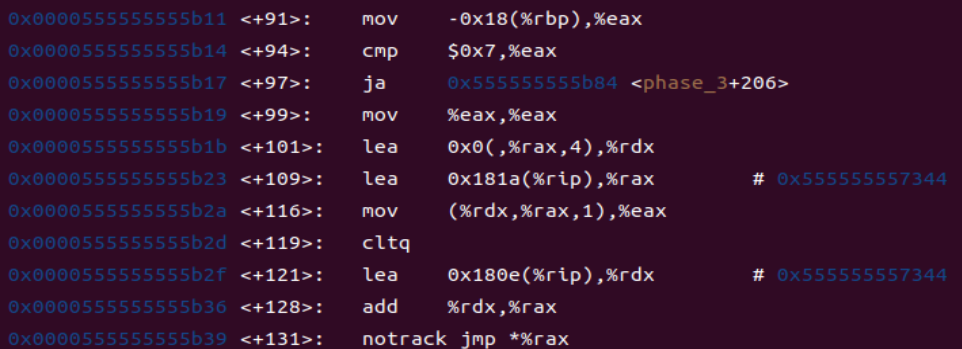 0x0000555555555b11 <+91>: mov -0x18(%rbp),%eax
0x0000555555555b14 <+94>: cmp $0x7,%eax
0x0000555555555b17 <+97>: ja 0x555555555b84 <phase_3+206>
0x0000555555555b19 <+99>: mov %eax,%eax
0x0000555555555b1b <+101>: lea 0x0(,%rax,4),%rdx
0x0000555555555b23 <+109>: lea 0x181a(%rip),%rax # 0x555555557344
0x0000555555555b2a <+116>: mov (%rdx,%rax,1),%eax
0x0000555555555b2d <+119>: cltq
0x0000555555555b2f <+121>: lea 0x180e(%rip),%rdx # 0x555555557344
0x0000555555555b36 <+128>: add %rdx,%rax
0x0000555555555b39 <+131>: notrack jmp *%rax